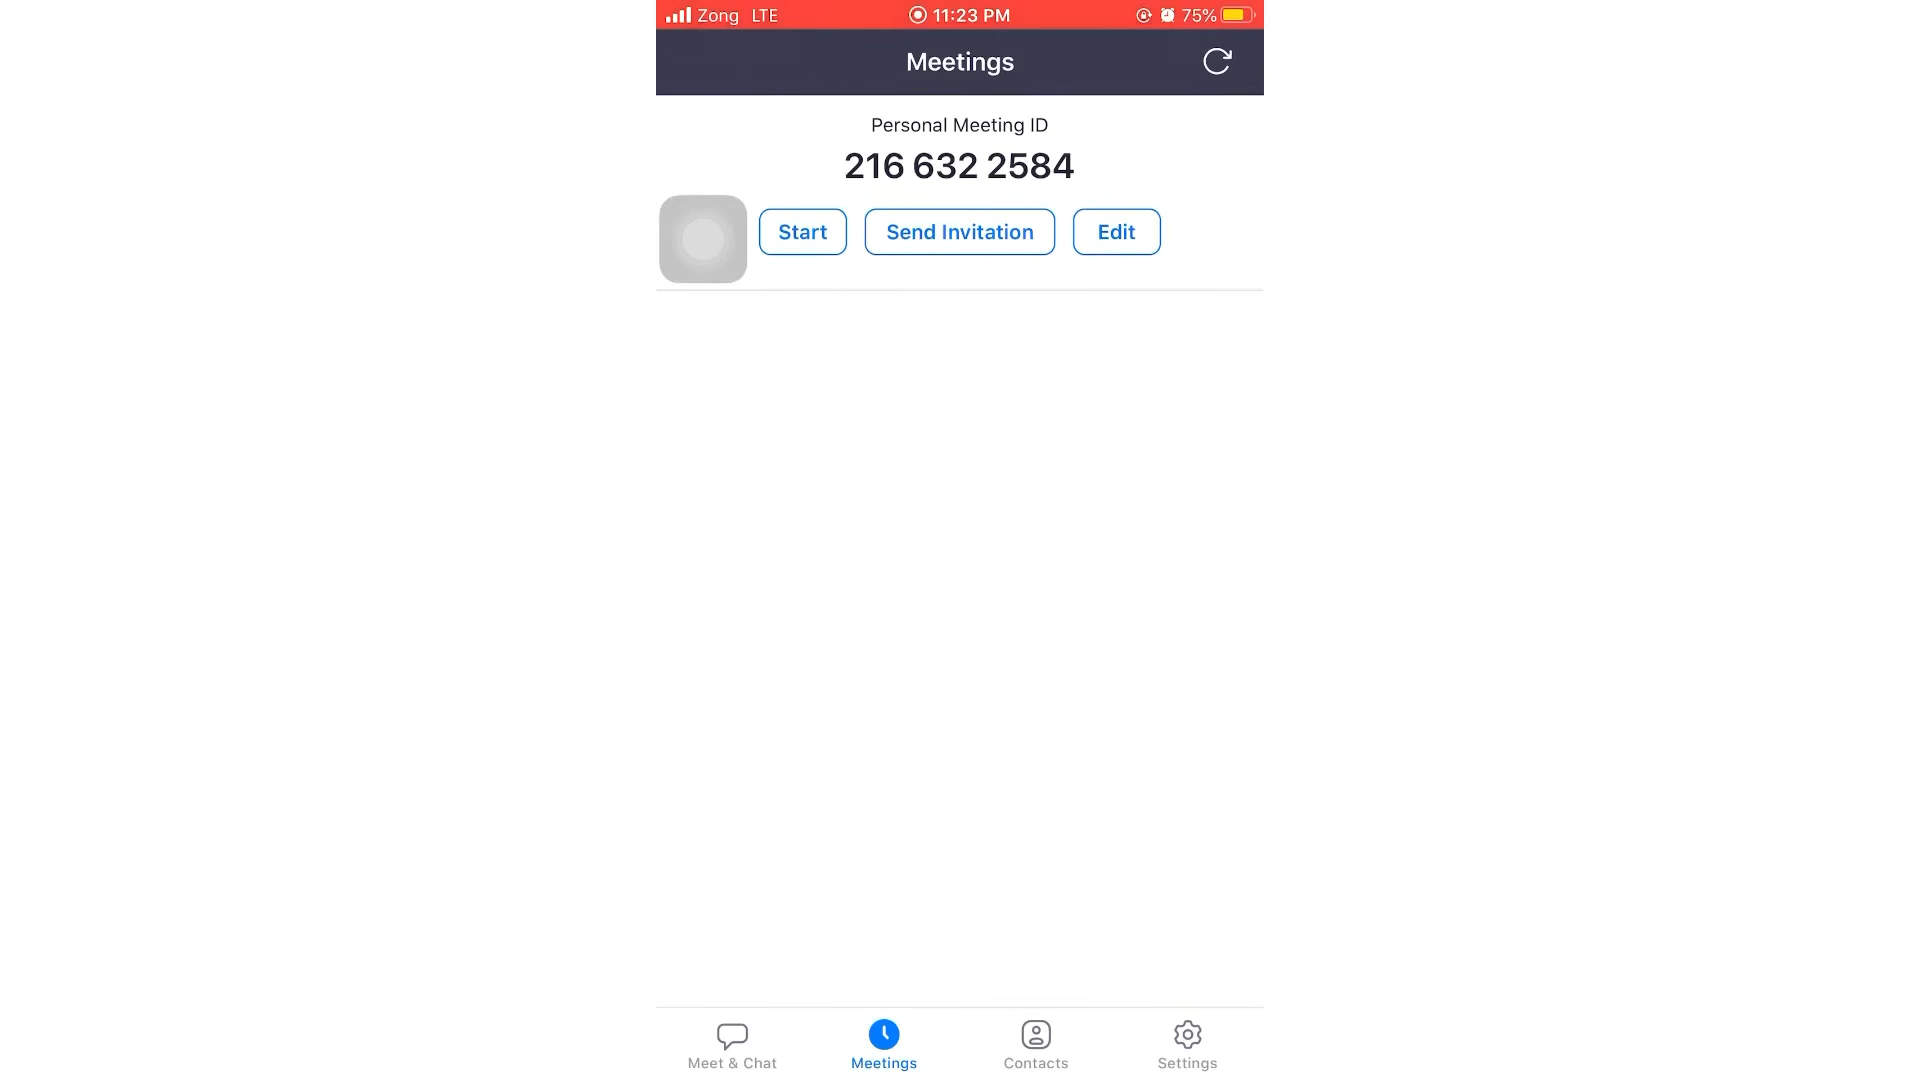 Zong LTE 11:23 PM 75%
Meetings
Personal Meeting ID
216 632 2584
Start Send Invitation Edit
Meet & Chat Meetings Contacts Settings